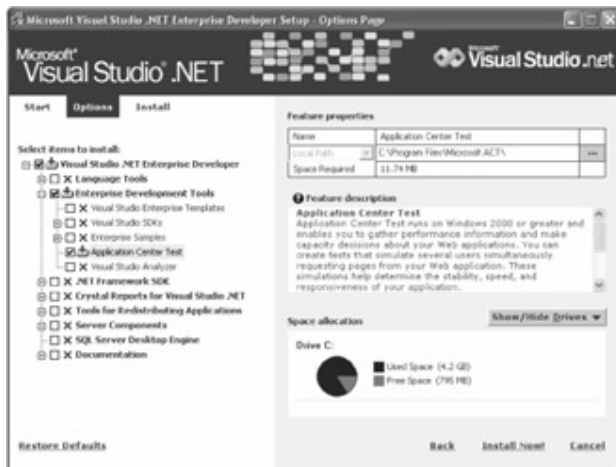 Microsoft Visual Studio .NET Enterprise Developer Setup - Options Page
Microsoft
Visual Studio .NET
Microsoft
Visual Studio.net
Start Options Install
Select items to install:
Visual Studio .NET Enterprise Developer
Language Tools
Enterprise Development Tools
Visual Studio Enterprise Templates
Visual Studio SDKs
Enterprise Samples
Application Center Test
Visual Studio Analyzer
.NET Framework SDK
Crystal Reports for Visual Studio .NET
Tools for Redistributing Applications
Server Components
SQL Server Desktop Engine
Documentation
Restore Defaults
Feature properties
Name Application Center Test
Local Path C:\Program Files\Microsoft ACT\
Space Required 11.74 MB
Feature description
Application Center Test
Application Center Test runs on Windows 2000 or greater and
enables you to gather performance information and make
capacity decisions about your Web applications. You can
create tests that simulate several users simultaneously
requesting pages from your Web application. These
simulations help determine the stability, speed, and
responsiveness of your application.
Space allocation
Show/Hide Drives
Drive C:
Used Space (4.2 GB)
Free Space (795 MB)
Back Install Now! Cancel